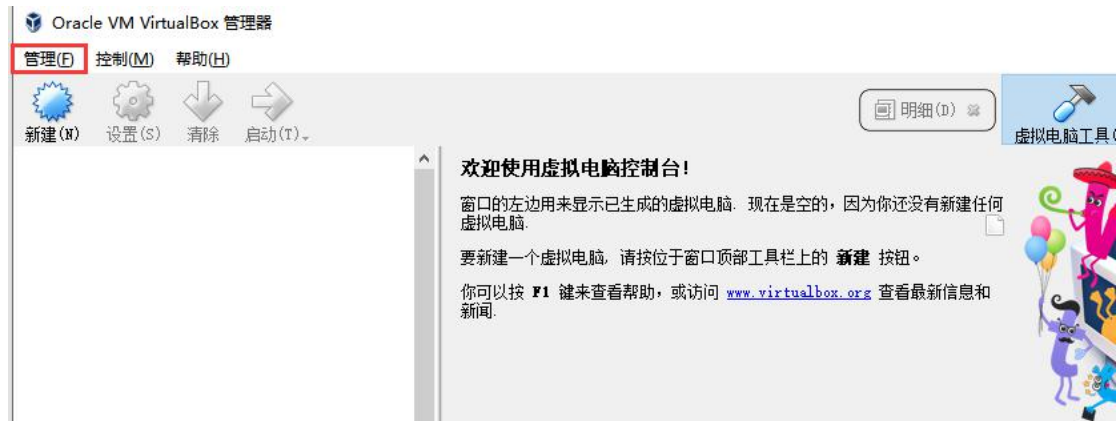 Oracle VM VirtualBox 管理器
管理(F) 控制(M) 帮助(H)
新建(N) 设置(S) 清除 启动(T) 明细(D) 虚拟电脑工具(
欢迎使用虚拟电脑控制台!
窗口的左边用来显示已生成的虚拟电脑. 现在是空的,因为你还没有新建任何
虚拟电脑.
要新建一个虚拟电脑, 请按位于窗口顶部工具栏上的 新建 按钮。
你可以按 F1 键来查看帮助,或访问 www.virtualbox.org 查看最新信息和
新闻.